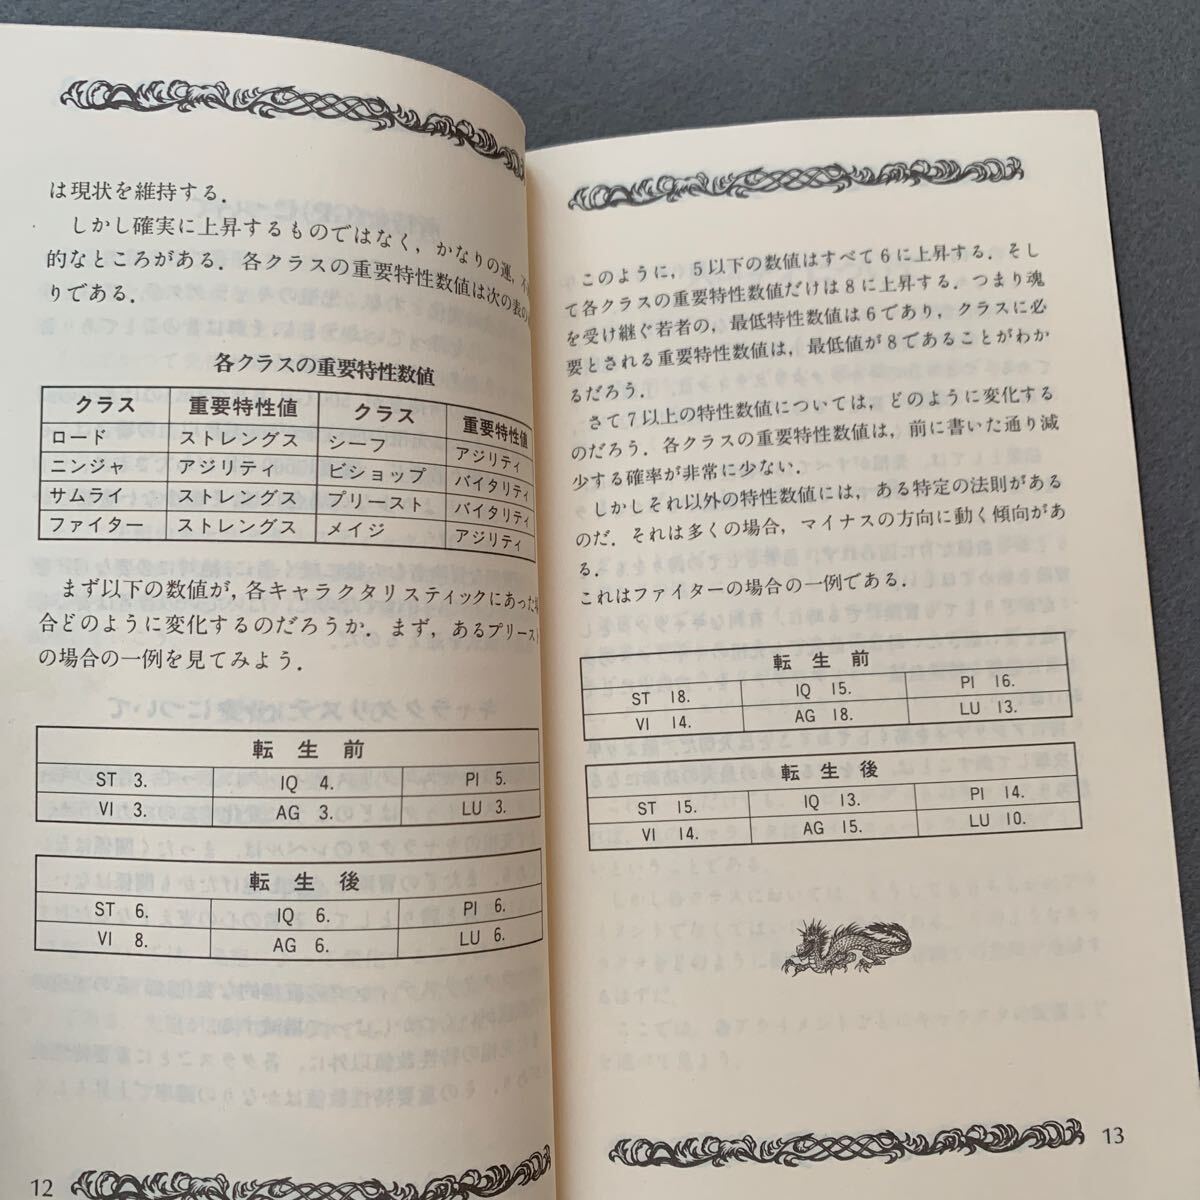 は現状を維持する．
しかし確実に上昇するものではなく，かなりの運，不
的なところがある．各クラスの重要特性数値は次の表の
りである．
各クラスの重要特性数値
クラス 重要特性値 クラス 重要特性値
ロード ストレングス シーフ アジリティ
ニンジャ アジリティ ビショップ バイタリティ
サムライ ストレングス プリースト バイタリティ
ファイター ストレングス メイジ アジリティ
まず以下の数値が，各キャラクタリスティックにあった場
合どのように変化するのだろうか．まず，あるプリースト
の場合の一例を見てみよう．
転生前
ST 3. IQ 4. PI 5.
VI 3. AG 3. LU 3.
転生後
ST 6. IQ 6. PI 6.
VI 8. AG 6. LU 6.
12
このように，5以下の数値はすべて6に上昇する．そし
て各クラスの重要特性数値だけは8に上昇する．つまり魂
を受け継ぐ若者の，最低特性数値は6であり，クラスに必
要とされる重要特性数値は，最低値が8であることがわか
るだろう．
さて7以上の特性数値については，どのように変化する
のだろう．各クラスの重要特性数値は，前に書いた通り減
少する確率が非常に少ない．
しかしそれ以外の特性数値には，ある特定の法則がある
のだ．それは多くの場合，マイナスの方向に動く傾向があ
る．
これはファイターの場合の一例である．
転生前
ST 18. IQ 15. PI 16.
VI 14. AG 18. LU 13.
転生後
ST 15. IQ 13. PI 14.
VI 14. AG 15. LU 10.
13